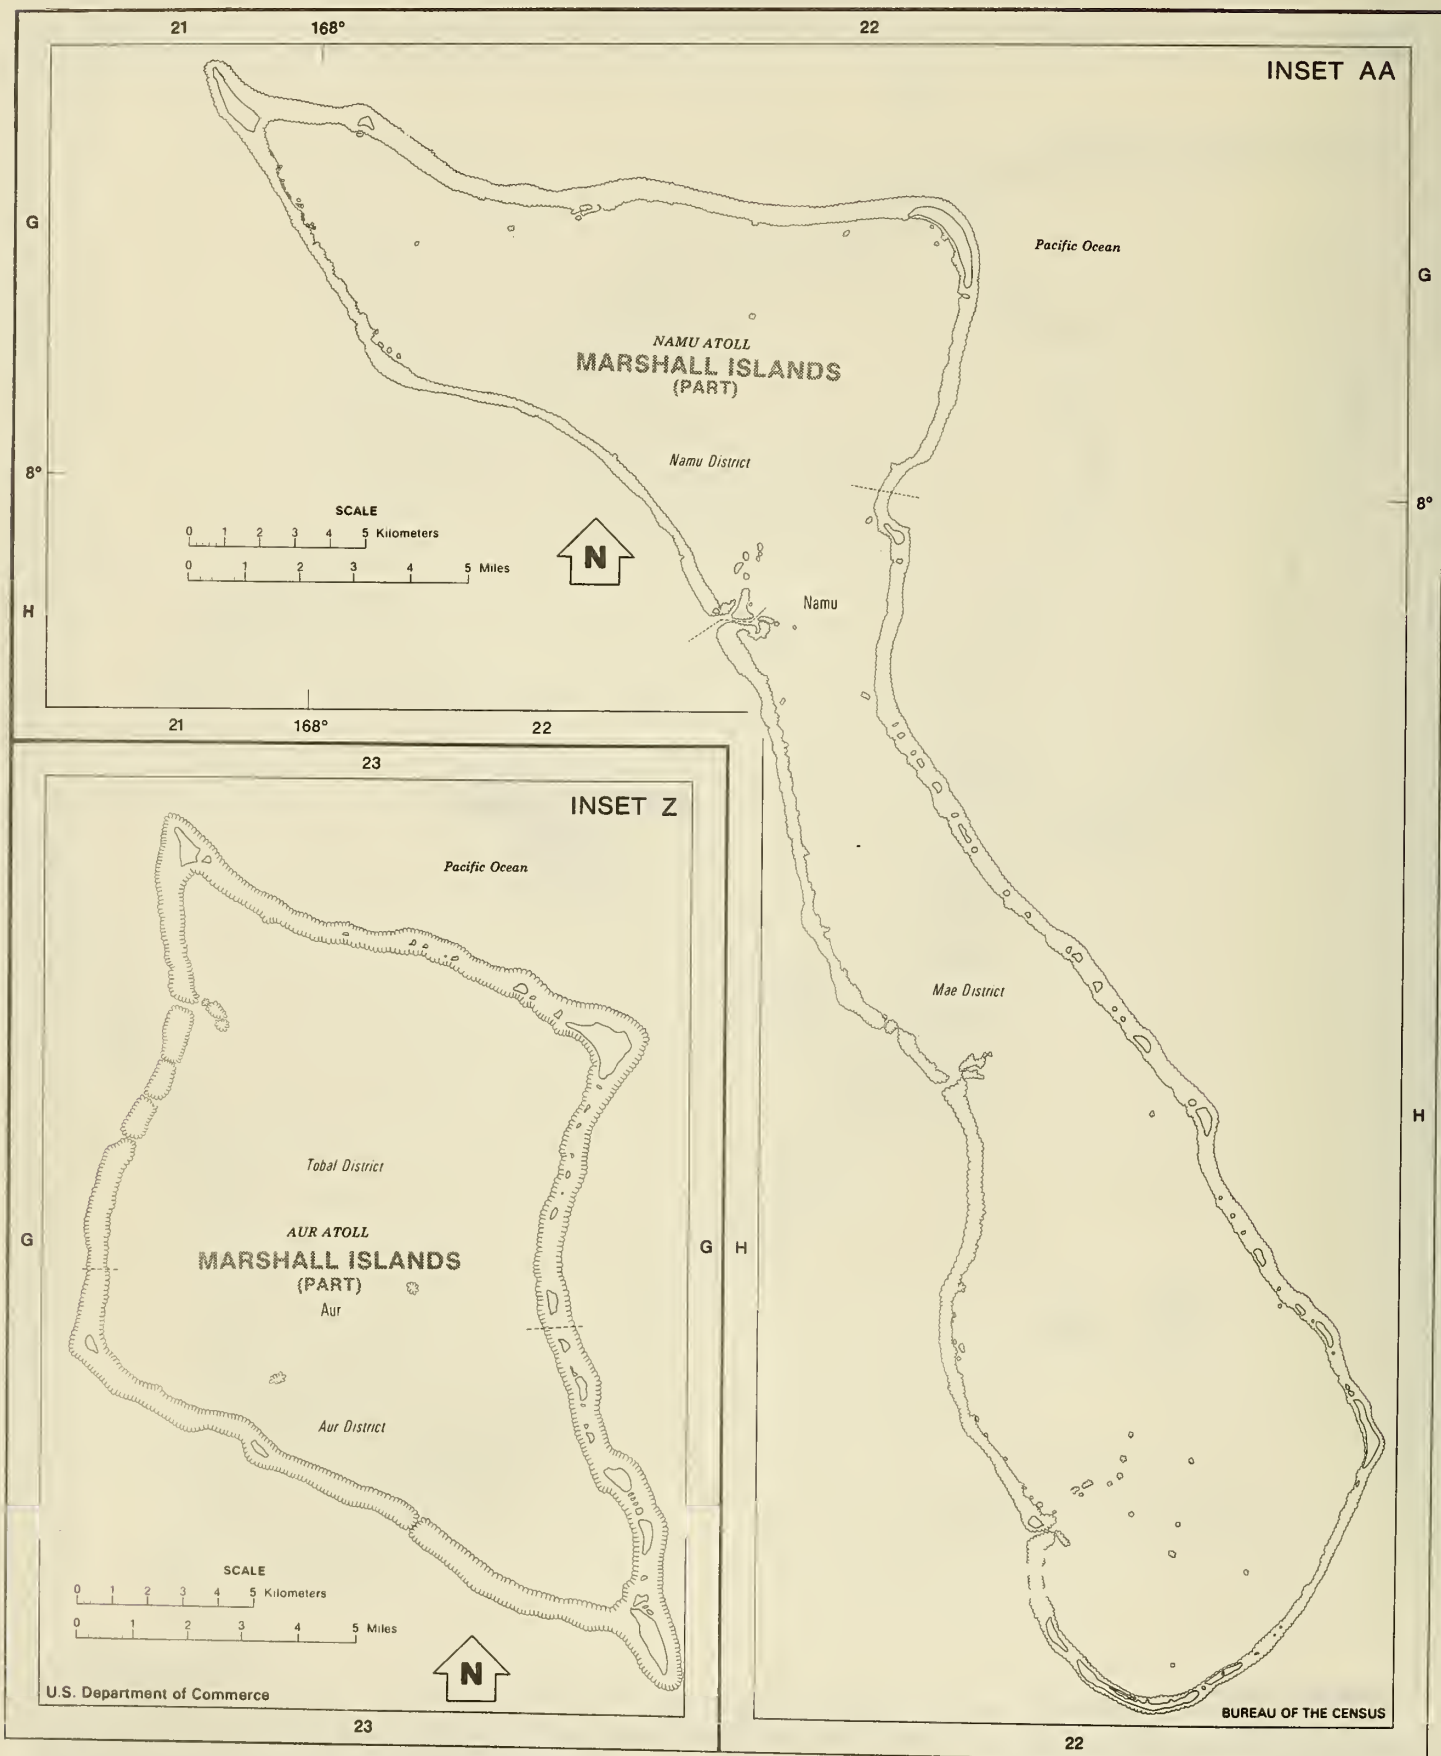 21 168° 22
INSET AA
G
Pacific Ocean
G
NAMU ATOLL
MARSHALL ISLANDS
(PART)
Namu District
8°
8°
SCALE
0 1 2 3 4 5 Kilometers
0 1 2 3 4 5 Miles
N
H
Namu
21 168° 22
23
INSET Z
Pacific Ocean
Mae District
H
Tobal District
AUR ATOLL
G
MARSHALL ISLANDS
G H
(PART)
Aur
Aur District
SCALE
0 1 2 3 4 5 Kilometers
0 1 2 3 4 5 Miles
N
U.S. Department of Commerce
BUREAU OF THE CENSUS
23
22